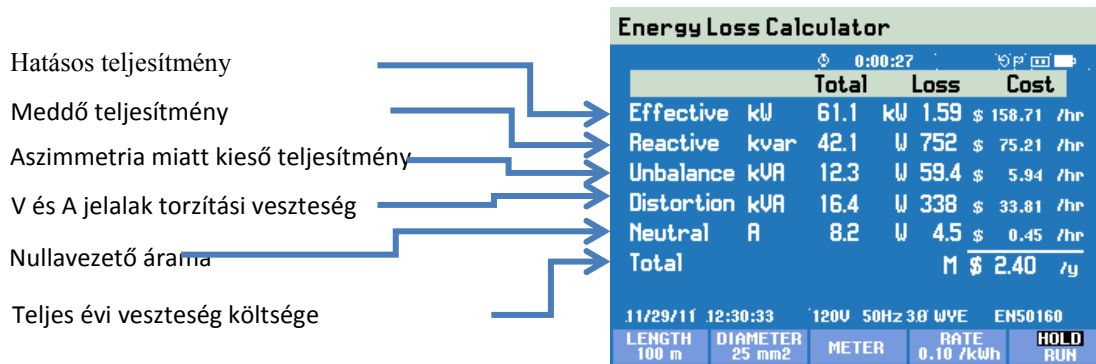 Hatásos teljesítmény
Meddő teljesítmény
Aszimmetria miatt kieső teljesítmény
V és A jelalak torzítási veszteség
Nullavezető árama
Teljes évi veszteség költsége
Energy Loss Calculator
0:00:27
Total Loss Cost
Effective kW 61.1 kW 1.59 $ 158.71 /hr
Reactive kvar 42.1 W 752 $ 75.21 /hr
Unbalance kVA 12.3 W 59.4 $ 5.94 /hr
Distortion kVA 16.4 W 338 $ 33.81 /hr
Neutral A 8.2 W 4.5 $ 0.45 /hr
Total M $ 2.40 /y
11/29/11 12:30:33 120V 50Hz 3Ø WYE EN50160
LENGTH DIAMETER METER RATE HOLD
100 m 25 mm2 0.10 /kWh RUN